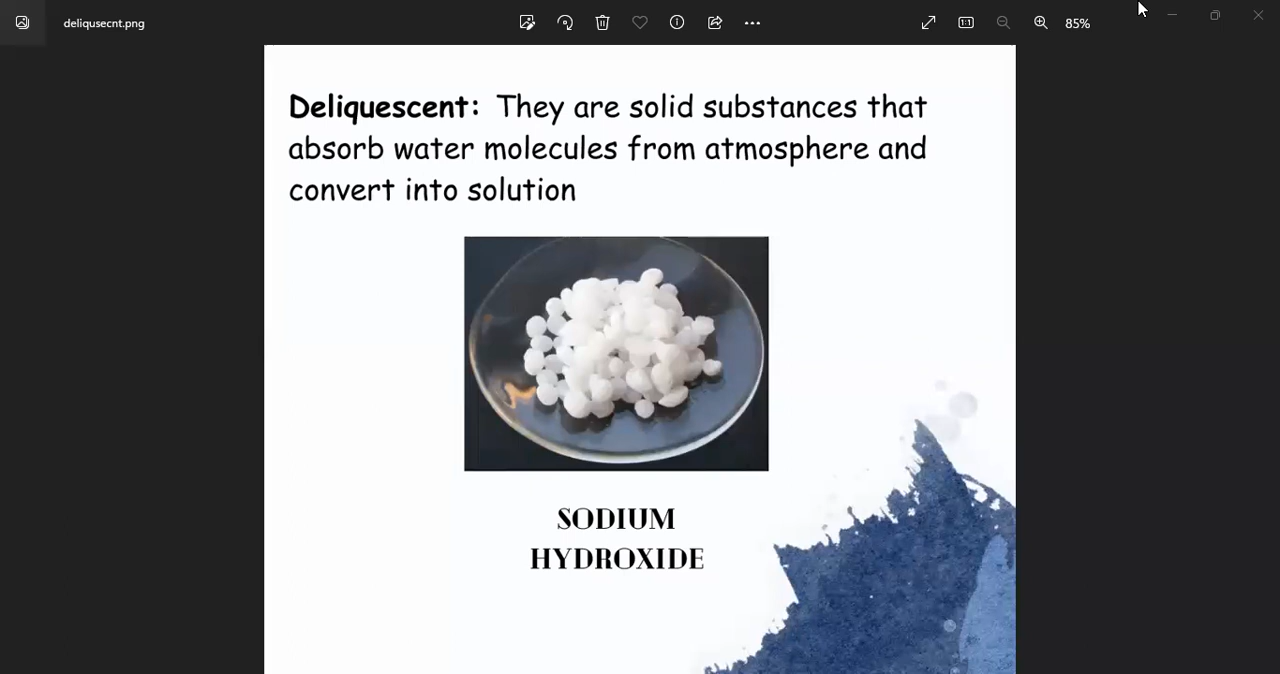 deliqusecnt.png
85%
Deliquescent: They are solid substances that
absorb water molecules from atmosphere and
convert into solution
SODIUM
HYDROXIDE